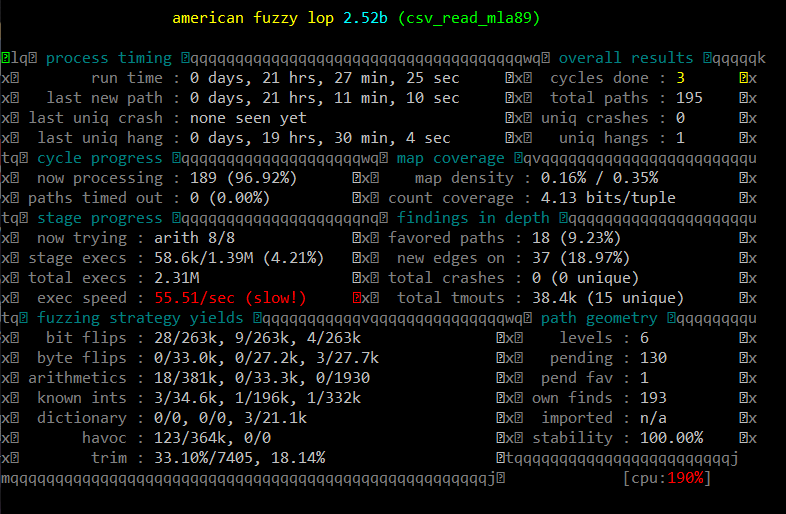 american fuzzy lop 2.52b (csv_read_mla89)
lq process timing qqqqqqqqqqqqqqqqqqqqqqqqqqqqqqqqqqqqqwq overall results qqqqqk
x run time : 0 days, 21 hrs, 27 min, 25 sec x cycles done : 3 x
x last new path : 0 days, 21 hrs, 11 min, 10 sec x total paths : 195 x
x last uniq crash : none seen yet x uniq crashes : 0 x
x last uniq hang : 0 days, 19 hrs, 30 min, 4 sec x uniq hangs : 1 x
tq cycle progress qqqqqqqqqqqqqqqqqqqqwq map coverage qvqqqqqqqqqqqqqqqqqqqqqqqu
x now processing : 189 (96.92%) x map density : 0.16% / 0.35% x
x paths timed out : 0 (0.00%) x count coverage : 4.13 bits/tuple x
tq stage progress qqqqqqqqqqqqqqqqqqqqnq findings in depth qqqqqqqqqqqqqqqqqqqqu
x now trying : arith 8/8 x favored paths : 18 (9.23%) x
x stage execs : 58.6k/1.39M (4.21%) x new edges on : 37 (18.97%) x
x total execs : 2.31M x total crashes : 0 (0 unique) x
x exec speed : 55.51/sec (slow!) x total tmouts : 38.4k (15 unique) x
tq fuzzing strategy yields qqqqqqqqqqqvqqqqqqqqqqqqqqqwq path geometry qqqqqqqqu
x bit flips : 28/263k, 9/263k, 4/263k x levels : 6 x
x byte flips : 0/33.0k, 0/27.2k, 3/27.7k x pending : 130 x
x arithmetics : 18/381k, 0/33.3k, 0/1930 x pend fav : 1 x
x known ints : 3/34.6k, 1/196k, 1/332k x own finds : 193 x
x dictionary : 0/0, 0/0, 3/21.1k x imported : n/a x
x havoc : 123/364k, 0/0 x stability : 100.00% x
x trim : 33.10%/7405, 18.14% tqqqqqqqqqqqqqqqqqqqqqqqqj
mqqqqqqqqqqqqqqqqqqqqqqqqqqqqqqqqqqqqqqqqqqqqqqqqqqqqqj [cpu:190%]